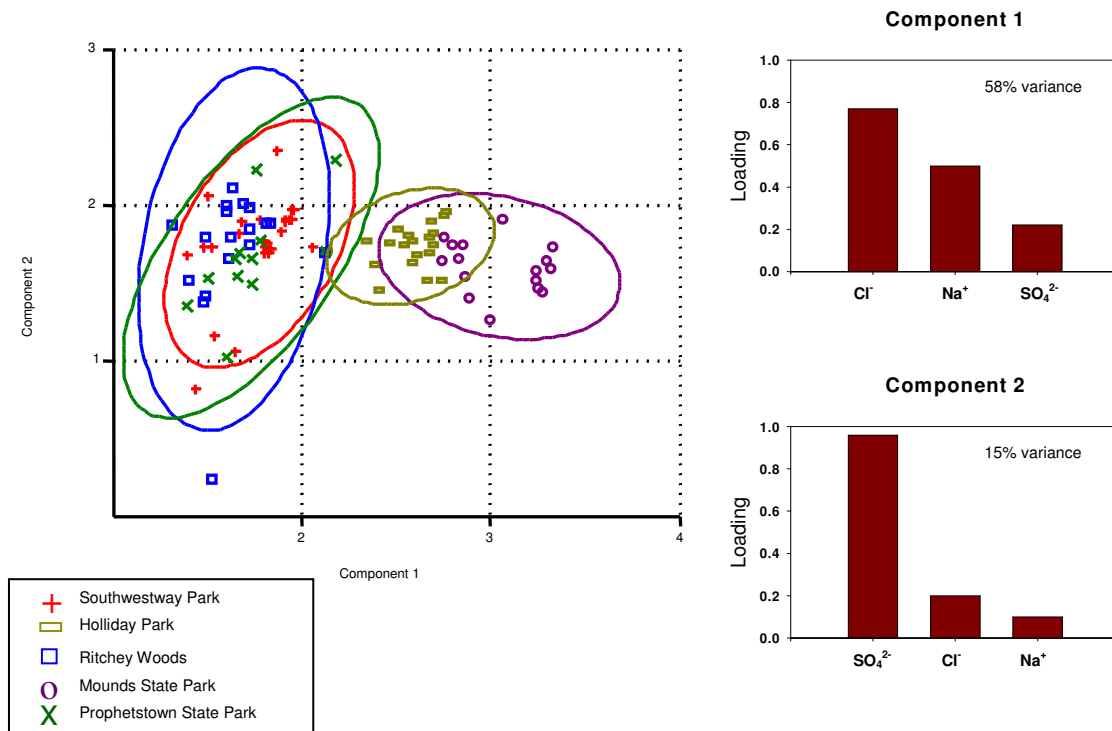 3
2
1
2
3
4
Component 2
Component 1
Southwestway Park
Holliday Park
Ritchey Woods
Mounds State Park
Prophetstown State Park
Component 1
58% variance
1.0
0.8
0.6
0.4
0.2
0.0
Loading
Cl⁻
Na⁺
SO₄²⁻
Component 2
15% variance
1.0
0.8
0.6
0.4
0.2
0.0
Loading
SO₄²⁻
Cl⁻
Na⁺